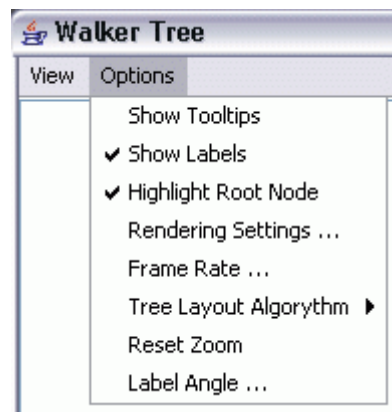 Walker Tree
View Options
Show Tooltips
Show Labels
Highlight Root Node
Rendering Settings ...
Frame Rate ...
Tree Layout Algorythm
Reset Zoom
Label Angle ...